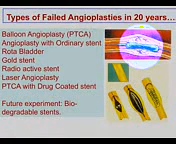 Types of Failed Angioplasties in 20 years...
Balloon Angioplasty (PTCA)
Angioplasty with Ordinary stent
Rota Bladder
Gold stent
Radio active stent
Laser Angioplasty
PTCA with Drug Coated stent
Future experiment: Bio-
degradable stents.